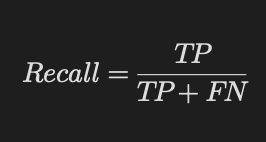 Recall = TP / TP + FN